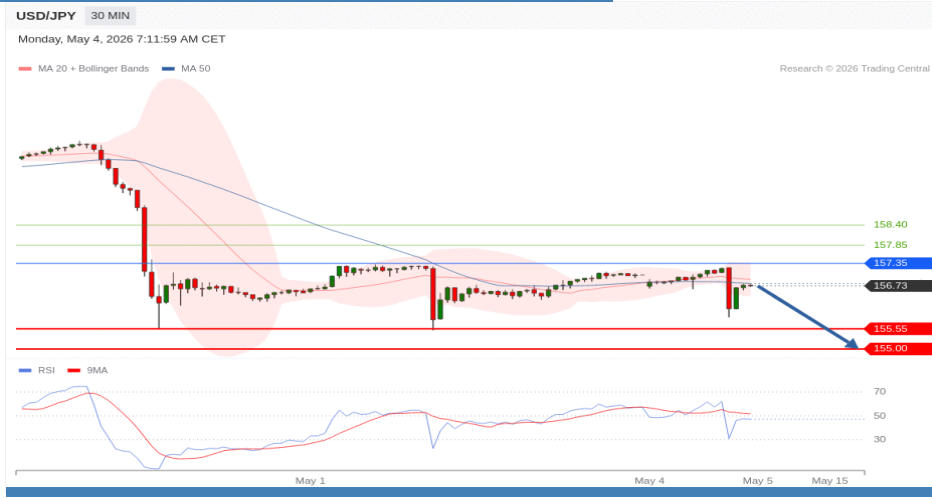 USD/JPY 30 MIN
Monday, May 4, 2026 7:11:59 AM CET
MA 20 + Bollinger Bands MA 50 Research © 2026 Trading Central
158.40
157.85
157.35
156.73
155.55
155.00
RSI 9MA
70
50
30
May 1 May 4 May 5 May 15